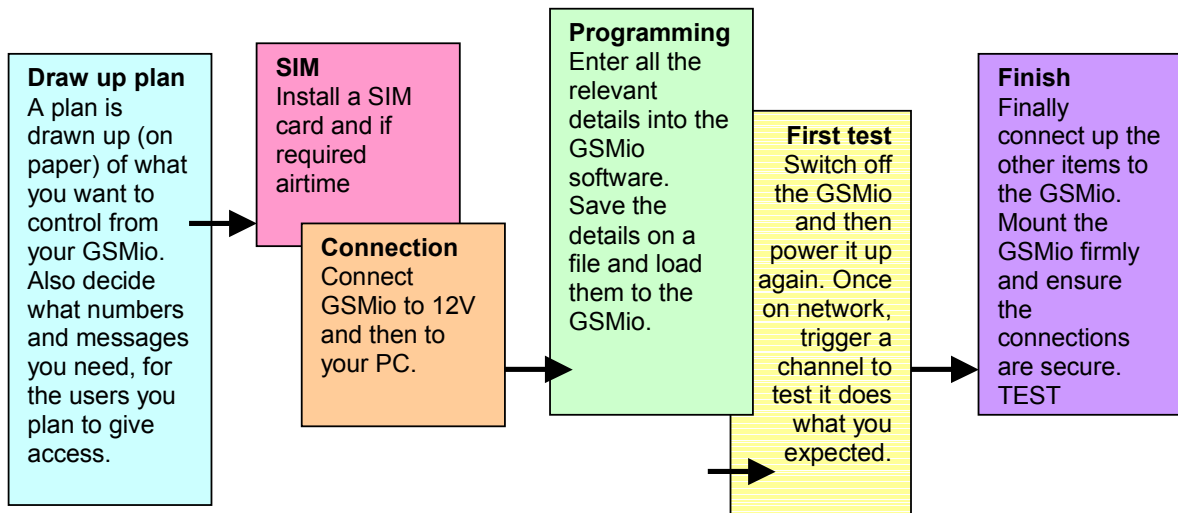 Draw up plan
A plan is
drawn up (on
paper) of what
you want to
control from
your GSMio.
Also decide
what numbers
and messages
you need, for
the users you
plan to give
access.
SIM
Install a SIM
card and if
required
airtime
Connection
Connect
GSMio to 12V
and then to
your PC.
Programming
Enter all the
relevant
details into the
GSMio
software.
Save the
details on a
file and load
them to the
GSMio.
First test
Switch off
the GSMio
and then
power it up
again. Once
on network,
trigger a
channel to
test it does
what you
expected.
Finish
Finally
connect up the
other items to
the GSMio.
Mount the
GSMio firmly
and ensure
the
connections
are secure.
TEST